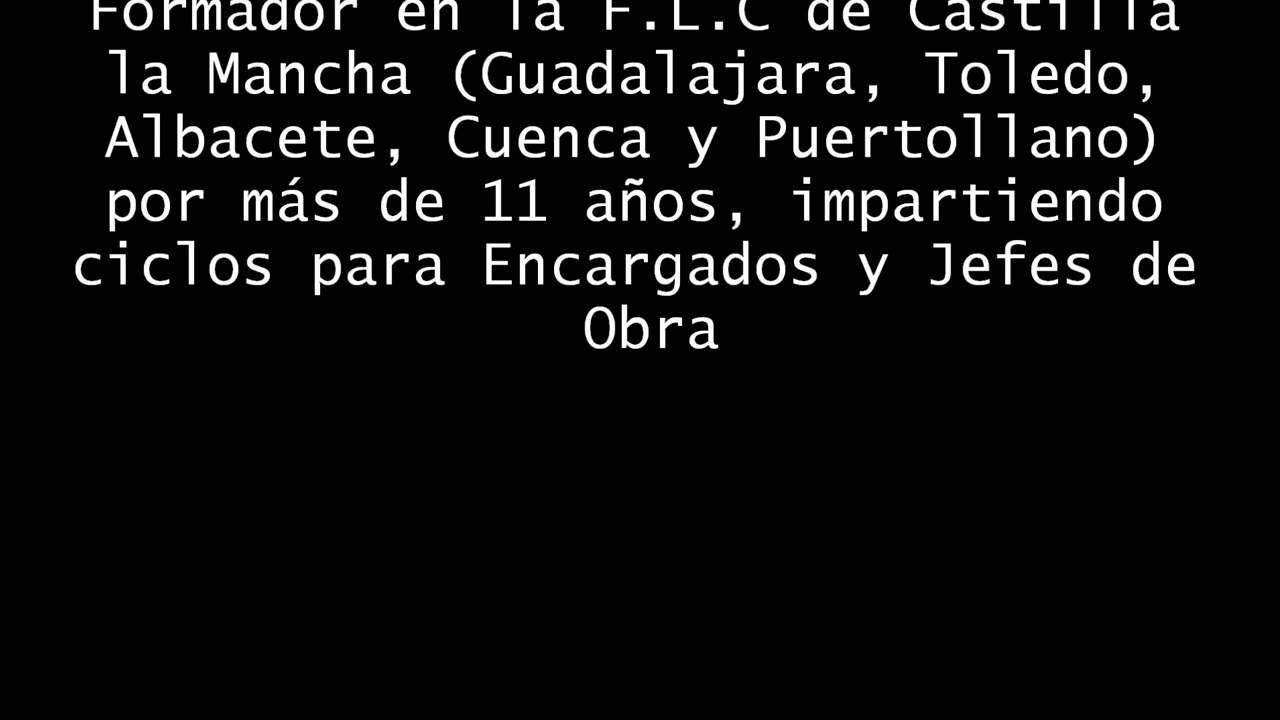 Formador en la F.L.C de Castilla
la Mancha (Guadalajara, Toledo,
Albacete, Cuenca y Puertollano)
por más de 11 años, impartiendo
ciclos para Encargados y Jefes de
Obra